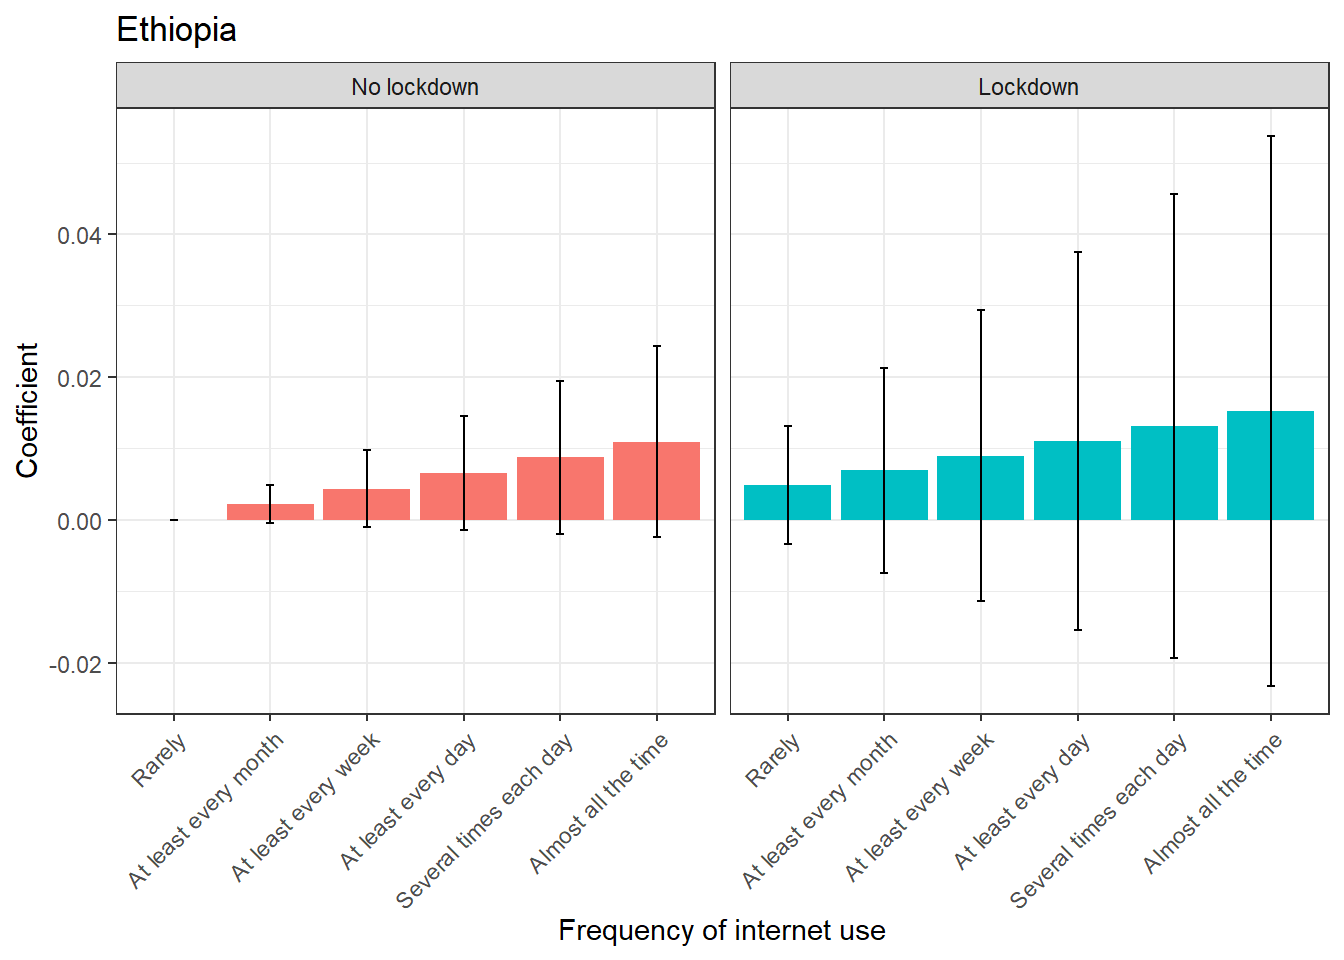 Ethiopia
No lockdown
Lockdown
Coefficient
0.04
0.02
0.00
-0.02
Rarely
At least every month
At least every week
At least every day
Several times each day
Almost all the time
Rarely
At least every month
At least every week
At least every day
Several times each day
Almost all the time
Frequency of internet use